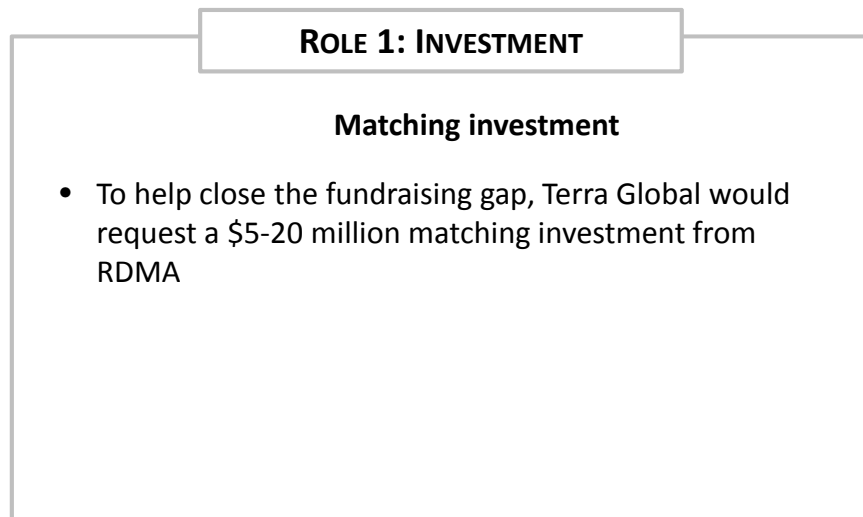 ROLE 1: INVESTMENT
Matching investment
• To help close the fundraising gap, Terra Global would
request a $5-20 million matching investment from
RDMA